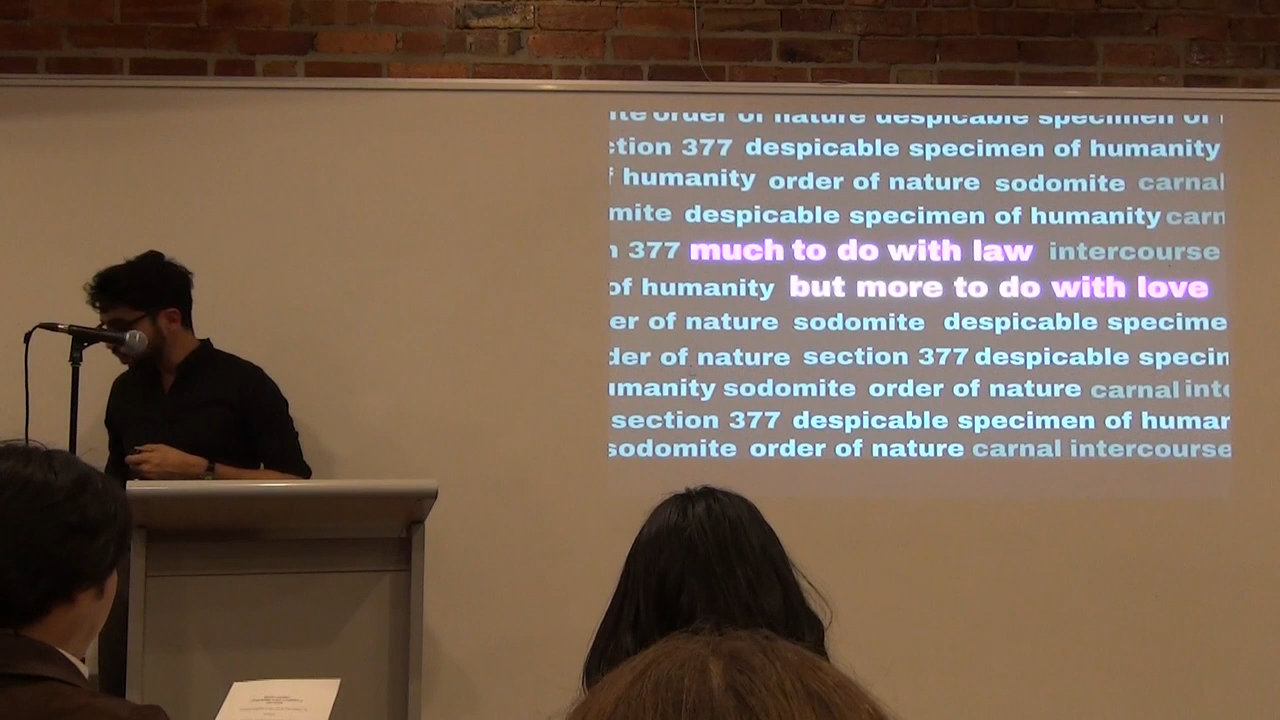 order of nature despicable specimen of
ction 377 despicable specimen of humanity
f humanity order of nature sodomite carnal
mite despicable specimen of humanity carn
n 377 much to do with law intercourse
of humanity but more to do with love
er of nature sodomite despicable specime
der of nature section 377 despicable specim
umanity sodomite order of nature carnal inte
section 377 despicable specimen of human
sodomite order of nature carnal intercourse